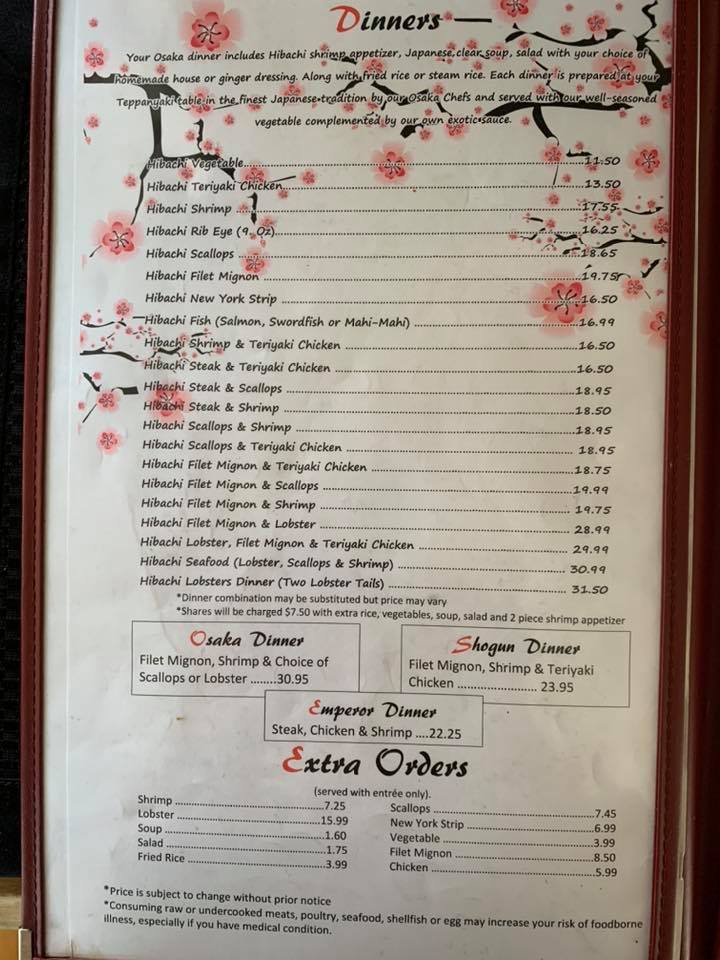 Dinners
Your Osaka dinner includes Hibachi shrimp appetizer, Japanese clear soup, salad with your choice of
homemade house or ginger dressing. Along with fried rice or steam rice. Each dinner is prepared at your
Teppanyaki table in the finest Japanese tradition by our Osaka Chefs and served with our well-seasoned
vegetable complemented by our own exotic sauce.
Hibachi Vegetable 11.50
Hibachi Teriyaki Chicken 13.50
Hibachi Shrimp 17.55
Hibachi Rib Eye (9 Oz) 16.25
Hibachi Scallops 18.65
Hibachi Filet Mignon 19.75
Hibachi New York Strip 16.50
Hibachi Fish (Salmon, Swordfish or Mahi-Mahi) 16.99
Hibachi Shrimp & Teriyaki Chicken 16.50
Hibachi Steak & Teriyaki Chicken 16.50
Hibachi Steak & Scallops 18.95
Hibachi Steak & Shrimp 18.50
Hibachi Scallops & Shrimp 18.95
Hibachi Scallops & Teriyaki Chicken 18.95
Hibachi Filet Mignon & Teriyaki Chicken 18.75
Hibachi Filet Mignon & Scallops 19.99
Hibachi Filet Mignon & Shrimp 19.75
Hibachi Filet Mignon & Lobster 28.99
Hibachi Lobster, Filet Mignon & Teriyaki Chicken 29.99
Hibachi Seafood (Lobster, Scallops & Shrimp) 30.99
Hibachi Lobsters Dinner (Two Lobster Tails) 31.50
*Dinner combination may be substituted but price may vary
*Shares will be charged $7.50 with extra rice, vegetables, soup, salad and 2 piece shrimp appetizer
Osaka Dinner
Filet Mignon, Shrimp & Choice of
Scallops or Lobster ........30.95
Shogun Dinner
Filet Mignon, Shrimp & Teriyaki
Chicken ........................ 23.95
Emperor Dinner
Steak, Chicken & Shrimp ....22.25
Extra Orders
(served with entrée only).
Shrimp 7.25
Lobster 15.99
Soup 1.60
Salad 1.75
Fried Rice 3.99
Scallops 7.45
New York Strip 6.99
Vegetable 3.99
Filet Mignon 8.50
Chicken 5.99
*Price is subject to change without prior notice
*Consuming raw or undercooked meats, poultry, seafood, shellfish or egg may increase your risk of foodborne
illness, especially if you have medical condition.